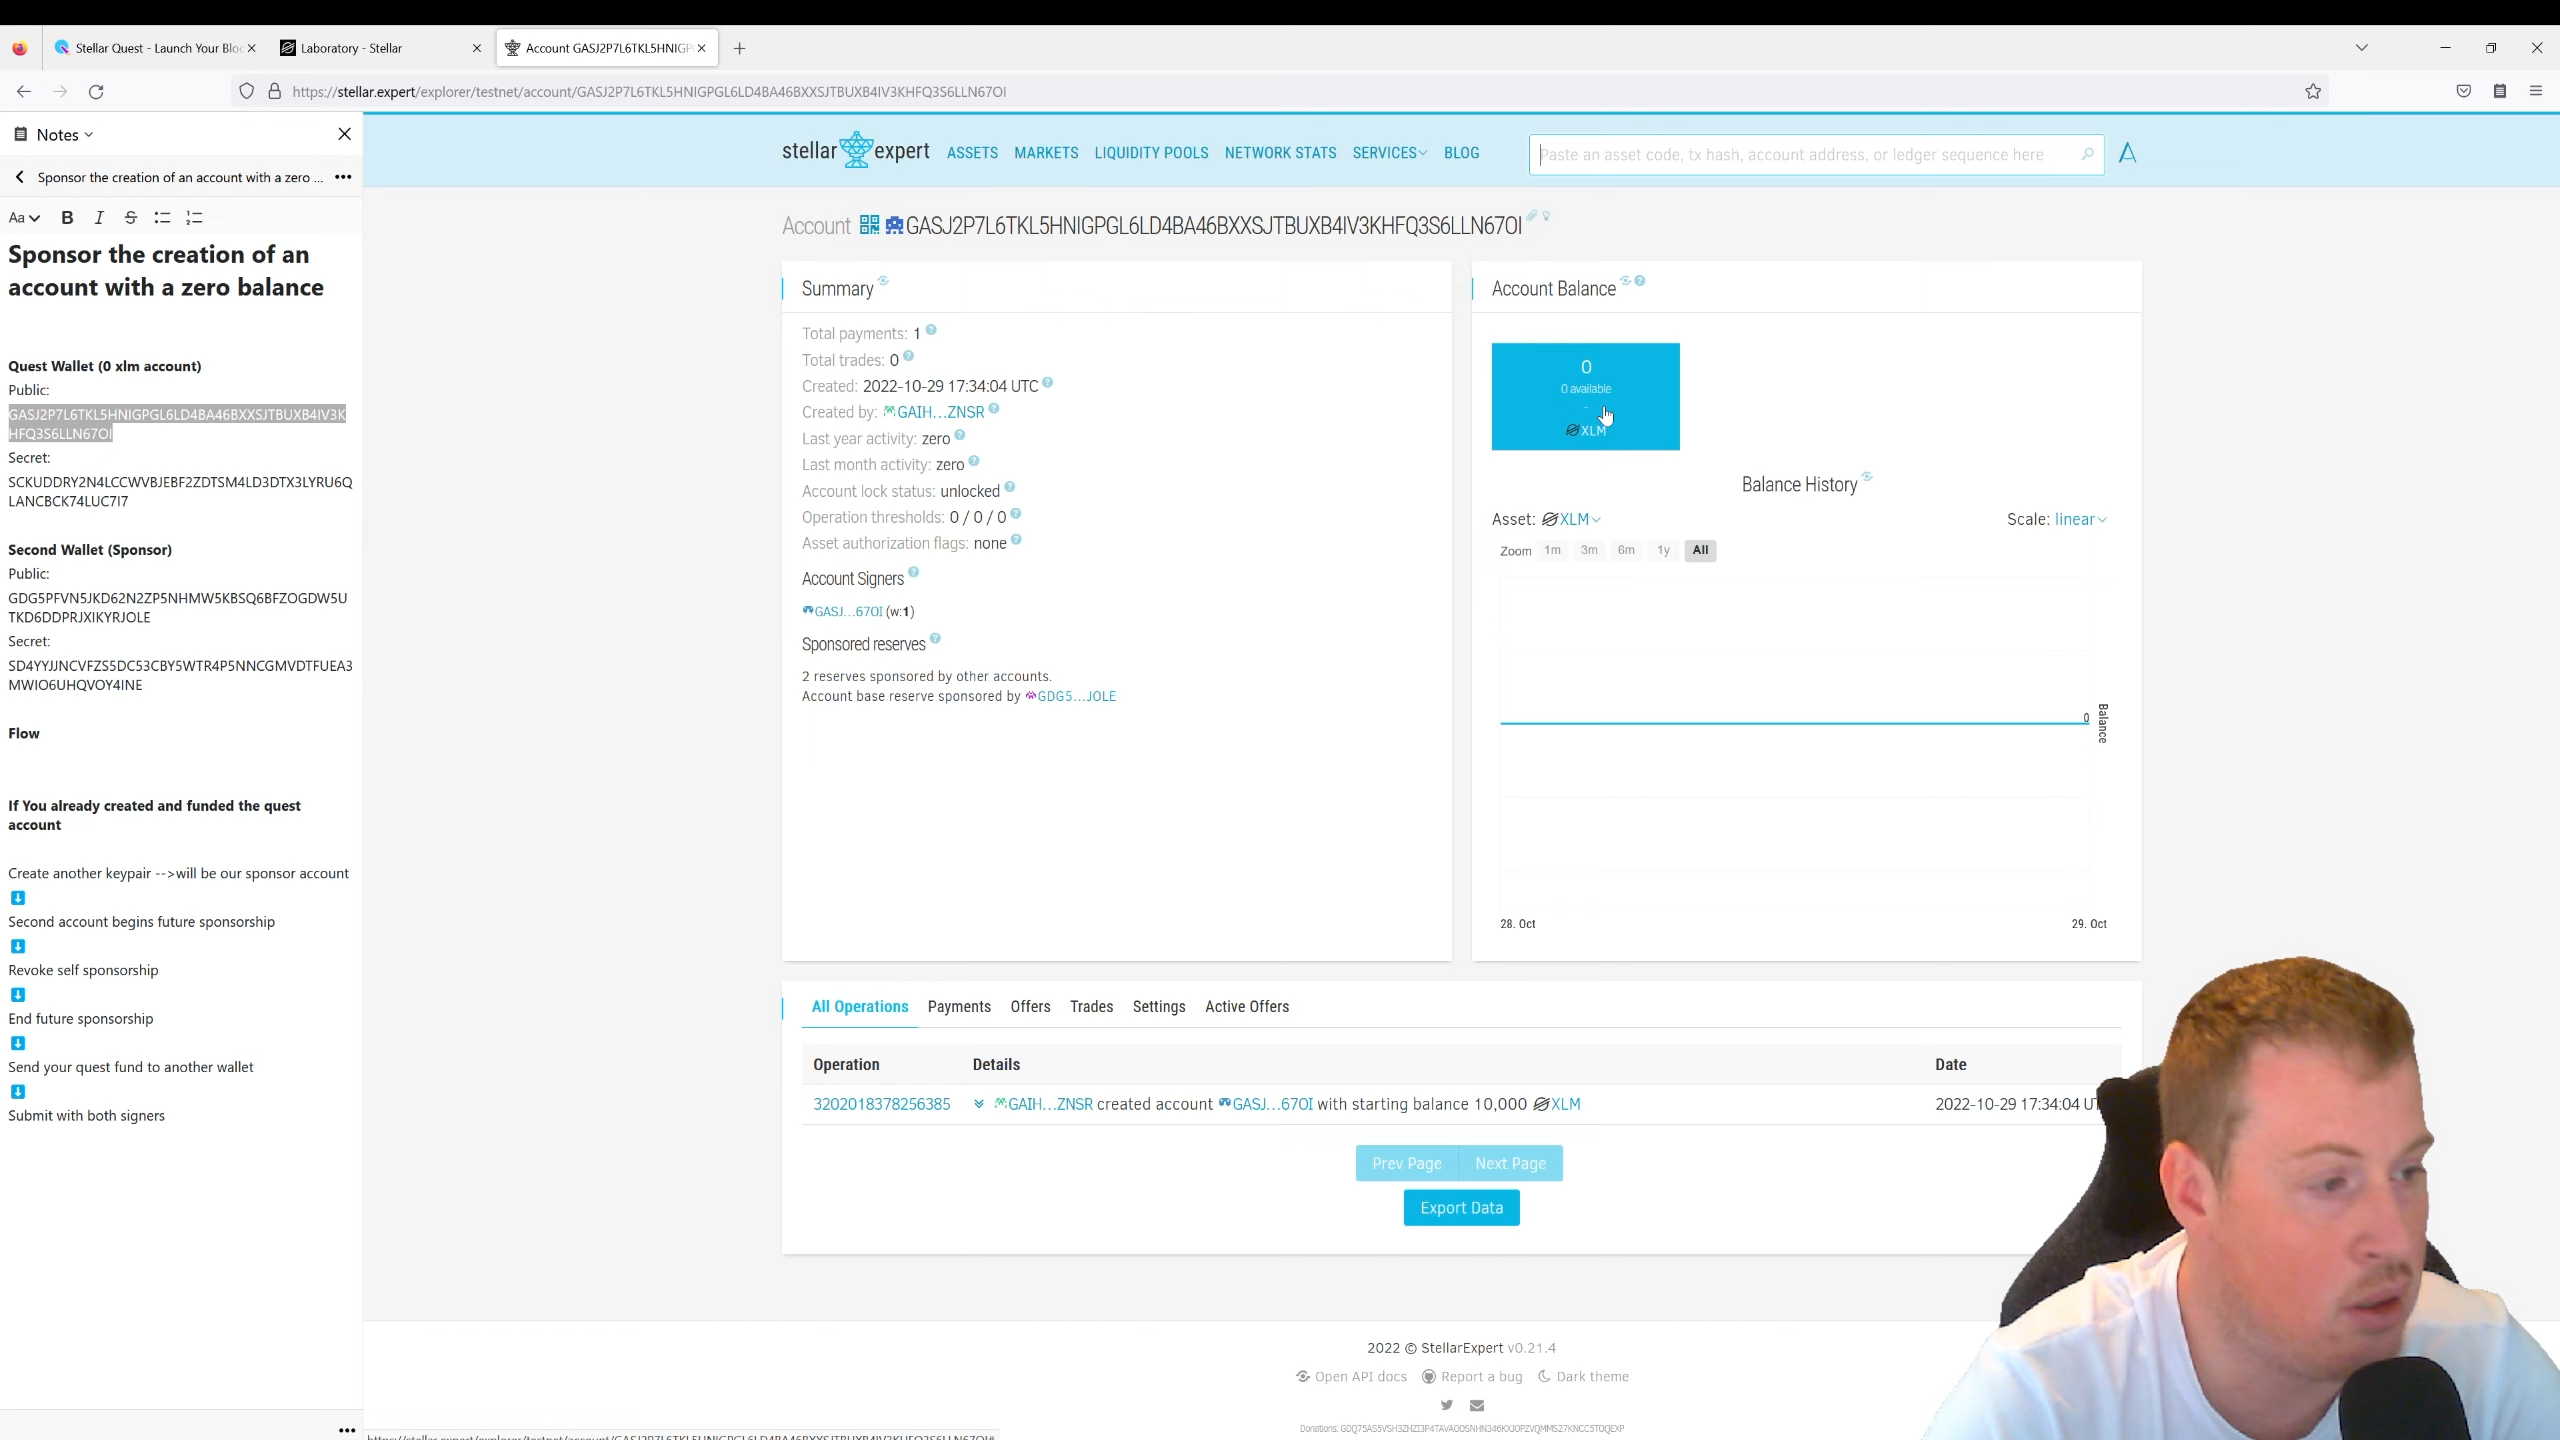 Stellar Quest - Launch Your Bloc
Laboratory - Stellar
Account GASJ2P7L6TKL5HNIGP
https://stellar.expert/explorer/testnet/account/GASJ2P7L6TKL5HNIGPGL6LD4BA46BXXSJTBUXB4IV3KHFQ3S6LLN67OI
Notes
Sponsor the creation of an account with a zero ...
Aa B I S
Sponsor the creation of an
account with a zero balance
Quest Wallet (0 xlm account)
Public:
GASJ2P7L6TKL5HNIGPGL6LD4BA46BXXSJTBUXB4IV3K
HFQ3S6LLN67OI
Secret:
SCKUDDRY2N4LCCWVBJEBF2ZDTSM4LD3DTX3LYRU6Q
LANCBCK74LUC7I7
Second Wallet (Sponsor)
Public:
GDG5PFVN5JKD62N2ZP5NHMW5KBSQ6BFZOGDW5U
TKD6DDPRJXIKYRJOLE
Secret:
SD4YYJJNCVFZS5DC53CBY5WTR4P5NNCGMVDTFUEA3
MWIO6UHQVOY4INE
Flow
If You already created and funded the quest
account
Create another keypair -->will be our sponsor account
Second account begins future sponsorship
Revoke self sponsorship
End future sponsorship
Send your quest fund to another wallet
Submit with both signers
stellar expert
ASSETS MARKETS LIQUIDITY POOLS NETWORK STATS SERVICES BLOG
Paste an asset code, tx hash, account address, or ledger sequence here
Account GASJ2P7L6TKL5HNIGPGL6LD4BA46BXXSJTBUXB4IV3KHFQ3S6LLN67OI
Summary
Total payments: 1
Total trades: 0
Created: 2022-10-29 17:34:04 UTC
Created by: GAIH...ZNSR
Last year activity: zero
Last month activity: zero
Account lock status: unlocked
Operation thresholds: 0 / 0 / 0
Asset authorization flags: none
Account Signers
GASJ...67OI (w:1)
Sponsored reserves
2 reserves sponsored by other accounts.
Account base reserve sponsored by GDG5...JOLE
Account Balance
0
0 available
-
XLM
Balance History
Asset: XLM
Scale: linear
Zoom 1m 3m 6m 1y All
0
Balance
28. Oct
29. Oct
All Operations Payments Offers Trades Settings Active Offers
Operation Details Date
3202018378256385 GAIH...ZNSR created account GASJ...67OI with starting balance 10,000 XLM 2022-10-29 17:34:04
Prev Page Next Page
Export Data
2022 © StellarExpert v0.21.4
Open API docs Report a bug Dark theme